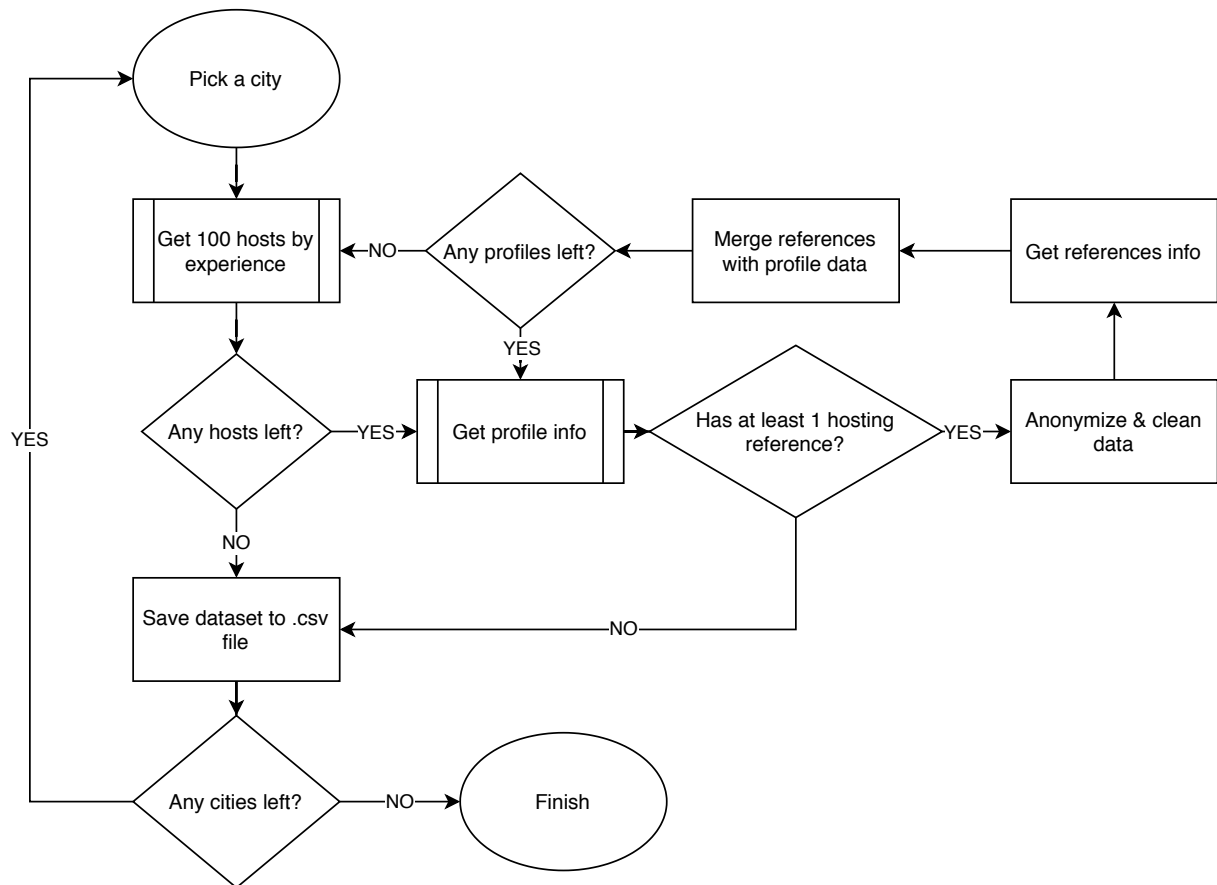 Pick a city
Get 100 hosts by
experience
NO
Any profiles left?
Merge references
with profile data
Get references info
YES
Any hosts left?
YES
Get profile info
Has at least 1 hosting
reference?
YES
Anonymize & clean
data
YES
NO
Save dataset to .csv
file
NO
Any cities left?
NO
Finish